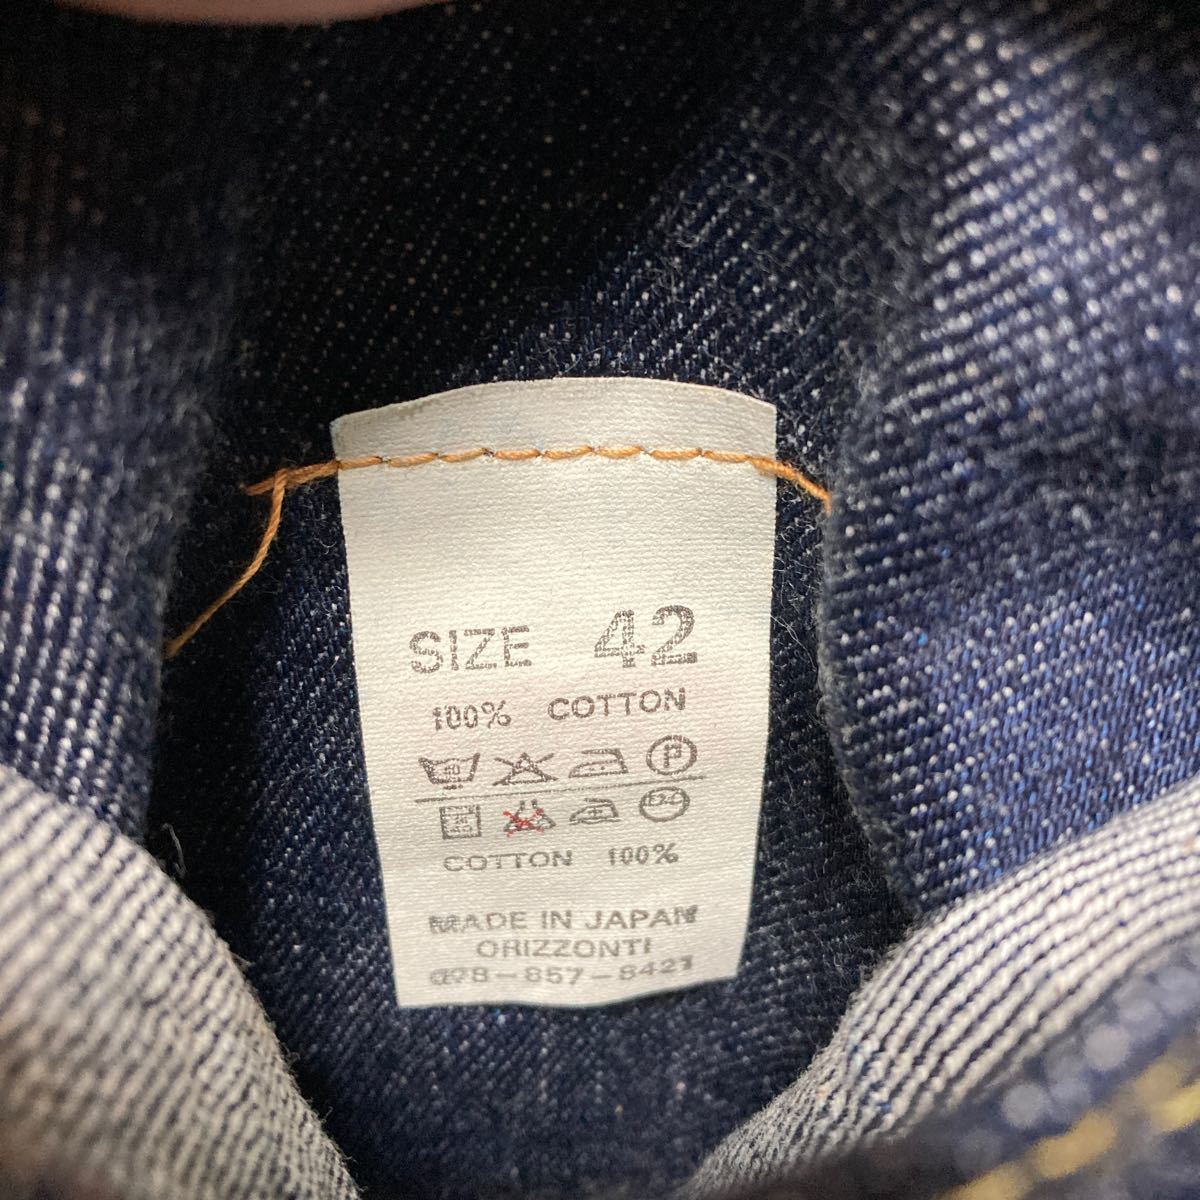 SIZE 42
100% COTTON
P
COTTON 100%
MADE IN JAPAN
ORIZZONTI
078-857-8421